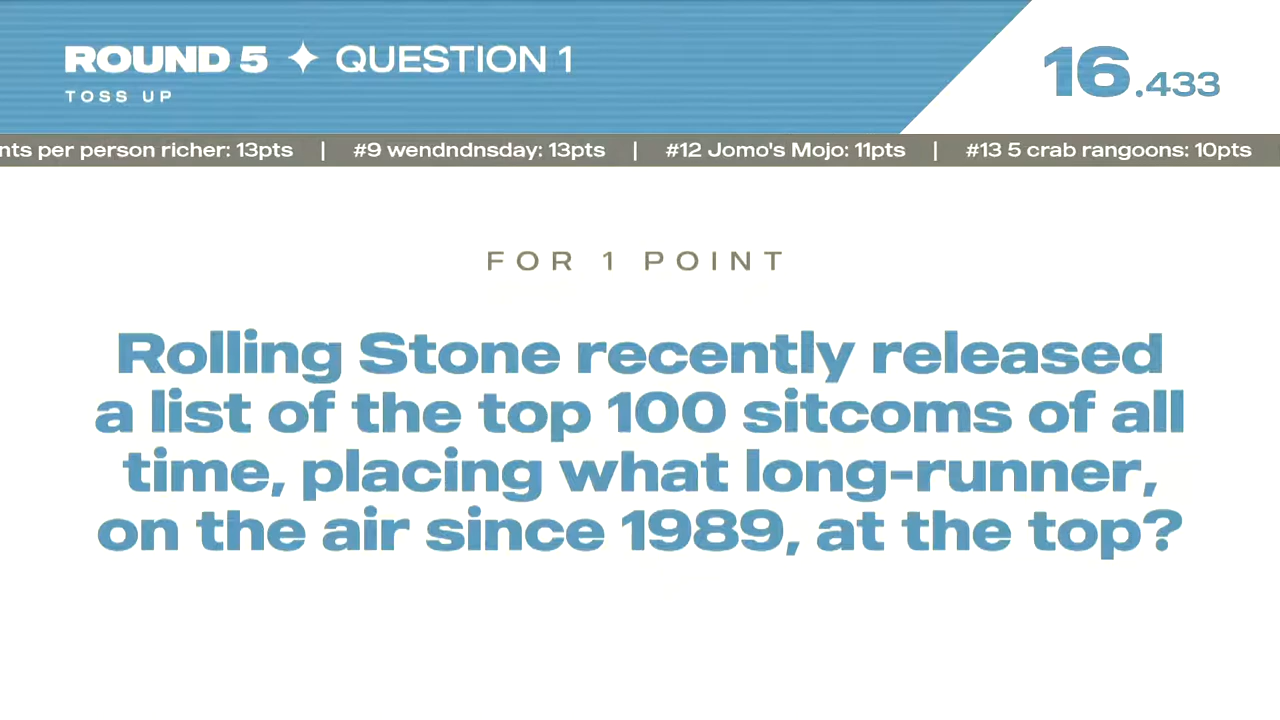 ROUND 5 ✦ QUESTION 1
TOSS UP
16.433
per person richer: 13pts | #9 wendndnsday: 13pts | #12 Jomo's Mojo: 11pts | #13 5 crab rangoons: 10pts
FOR 1 POINT
Rolling Stone recently released
a list of the top 100 sitcoms of all
time, placing what long-runner,
on the air since 1989, at the top?